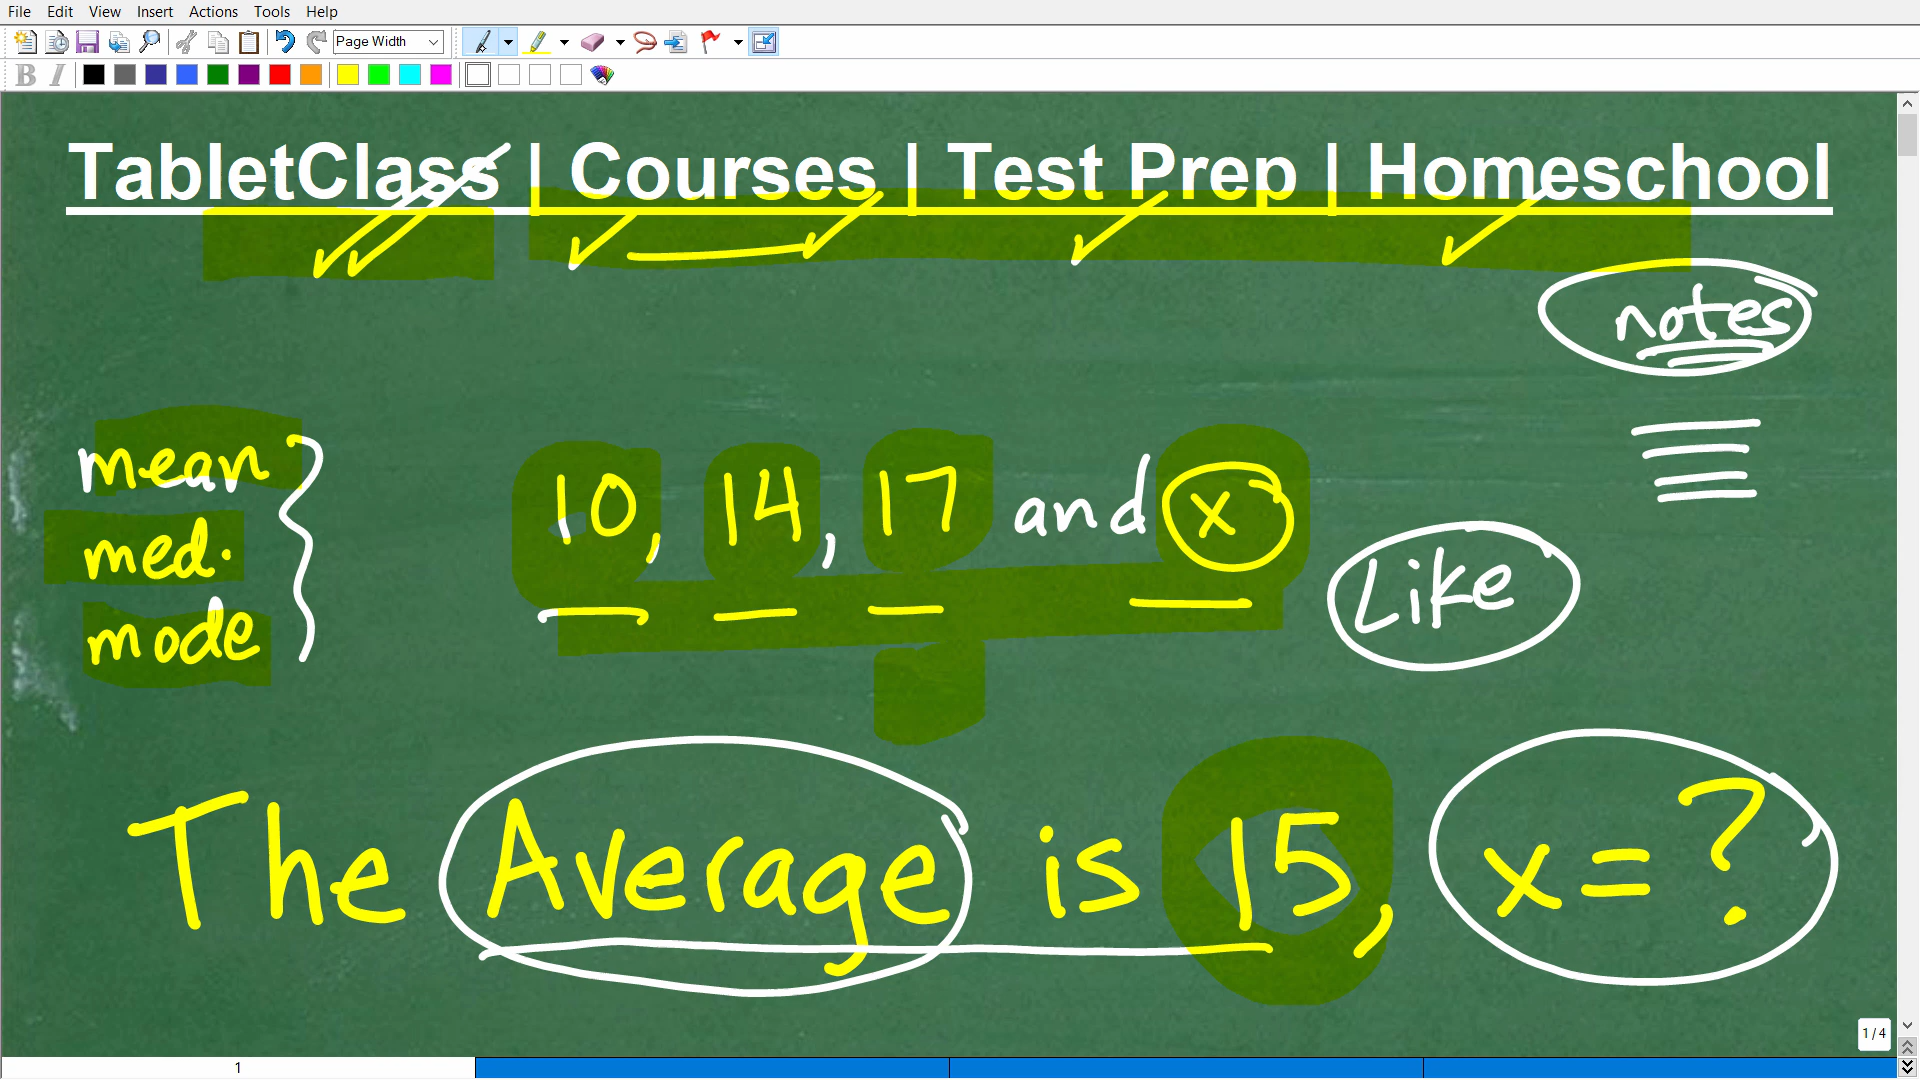 File Edit View Insert Actions Tools Help
Page Width
B I
TabletClass | Courses | Test Prep | Homeschool
notes
mean
med.
mode
10, 14, 17 and x
Like
The Average is 15, x = ?
1 / 4
1